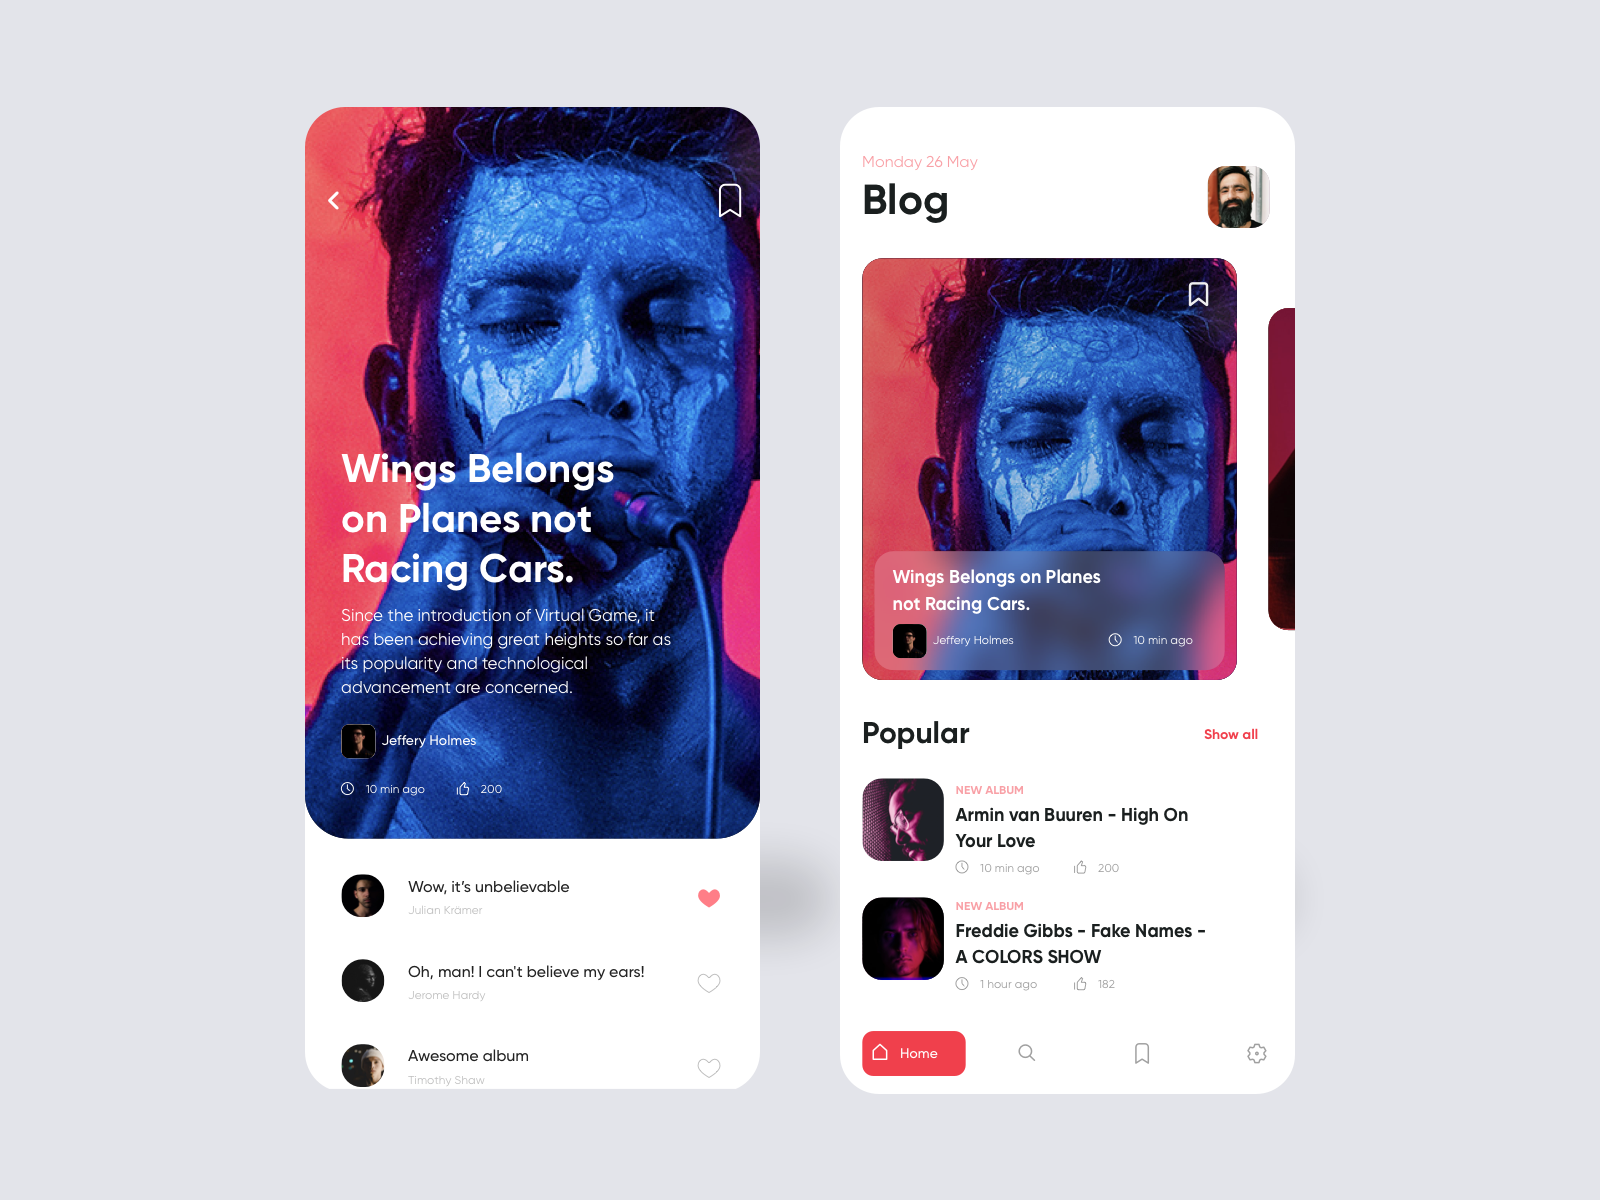 Wings Belongs
on Planes not
Racing Cars.
Since the introduction of Virtual Game, it
has been achieving great heights so far as
its popularity and technological
advancement are concerned.
Jeffery Holmes
10 min ago 200
Wow, it’s unbelievable
Julian Krämer
Oh, man! I can't believe my ears!
Jerome Hardy
Awesome album
Timothy Shaw
Monday 26 May
Blog
Wings Belongs on Planes
not Racing Cars.
Jeffery Holmes 10 min ago
Popular Show all
NEW ALBUM
Armin van Buuren - High On
Your Love
10 min ago 200
NEW ALBUM
Freddie Gibbs - Fake Names -
A COLORS SHOW
1 hour ago 182
Home